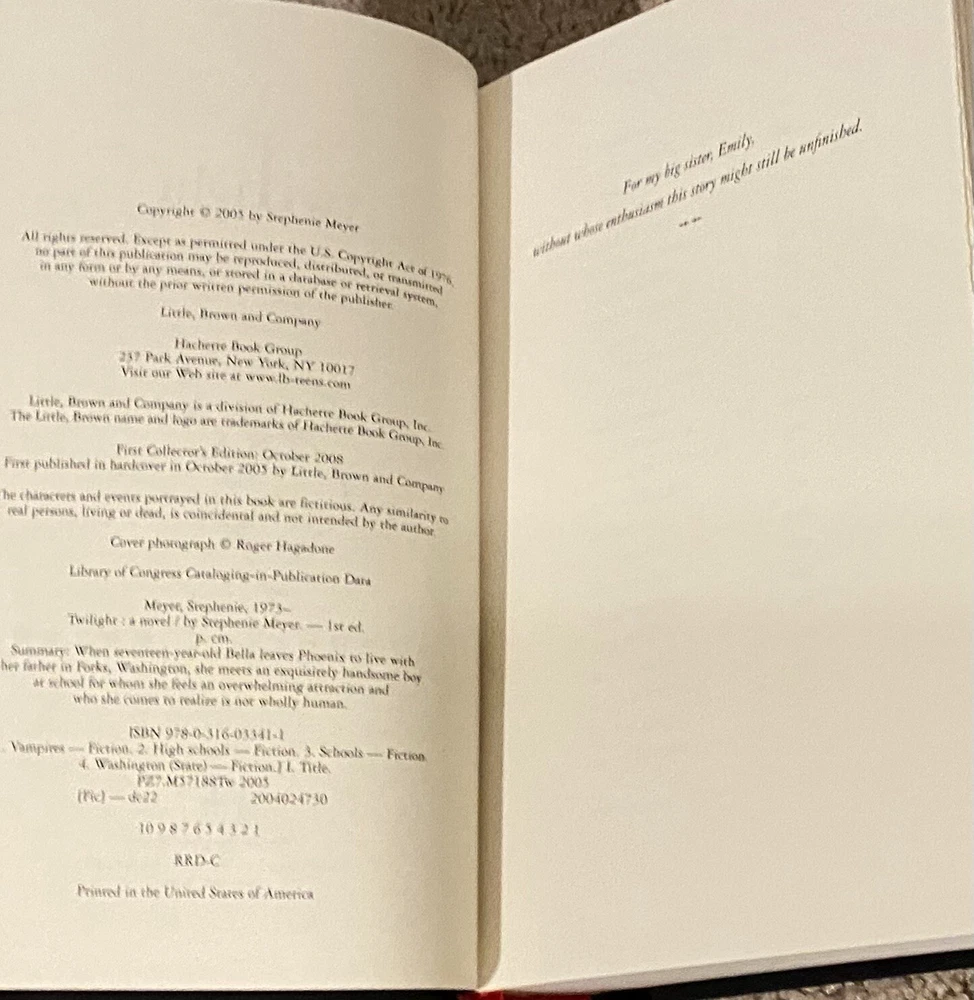 Copyright © 2005 by Stephenie Meyer
All rights reserved. Except as permitted under the U.S. Copyright Act of 1976,
no part of this publication may be reproduced, distributed, or transmitted
in any form or by any means, or stored in a database or retrieval system,
without the prior written permission of the publisher.
Little, Brown and Company
Hachette Book Group
237 Park Avenue, New York, NY 10017
Visit our Web site at www.lb-teens.com
Little, Brown and Company is a division of Hachette Book Group, Inc.
The Little, Brown name and logo are trademarks of Hachette Book Group, Inc.
First Collector's Edition: October 2008
First published in hardcover in October 2005 by Little, Brown and Company
The characters and events portrayed in this book are fictitious. Any similarity to
real persons, living or dead, is coincidental and not intended by the author.
Cover photograph © Roger Hagadone
Library of Congress Cataloging-in-Publication Data
Meyer, Stephenie, 1973–
Twilight : a novel / by Stephenie Meyer. — 1st ed.
p. cm.
Summary: When seventeen-year-old Bella leaves Phoenix to live with
her father in Forks, Washington, she meets an exquisitely handsome boy
at school for whom she feels an overwhelming attraction and
who she comes to realize is not wholly human.
ISBN 978-0-316-03341-1
Vampires — Fiction. 2. High schools — Fiction. 3. Schools — Fiction.
4. Washington (State) — Fiction.] I. Title.
PZ7.M57188Tw 2005
[Fic] — dc22 2004024730
10 9 8 7 6 5 4 3 2 1
RRD-C
Printed in the United States of America
For my big sister, Emily,
without whose enthusiasm this story might still be unfinished.